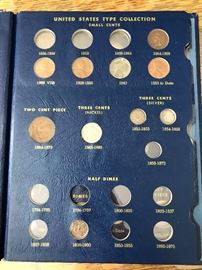 UNITED STATES TYPE COLLECTION
SMALL CENTS
1856-1858
1859
1860-1864
1864-1909
1909 VDB
1909-1958
1943
1959 to Date
TWO CENT PIECE
THREE CENTS
(NICKEL)
THREE CENTS
(SILVER)
1851-1853
1854-1858
1864-1873
1865-1889
1859-1873
HALF DIMES
1794-1795
1796-1797
1800-1805
1829-1837
1837-1838
1838-1860
1853-1855
1860-1873